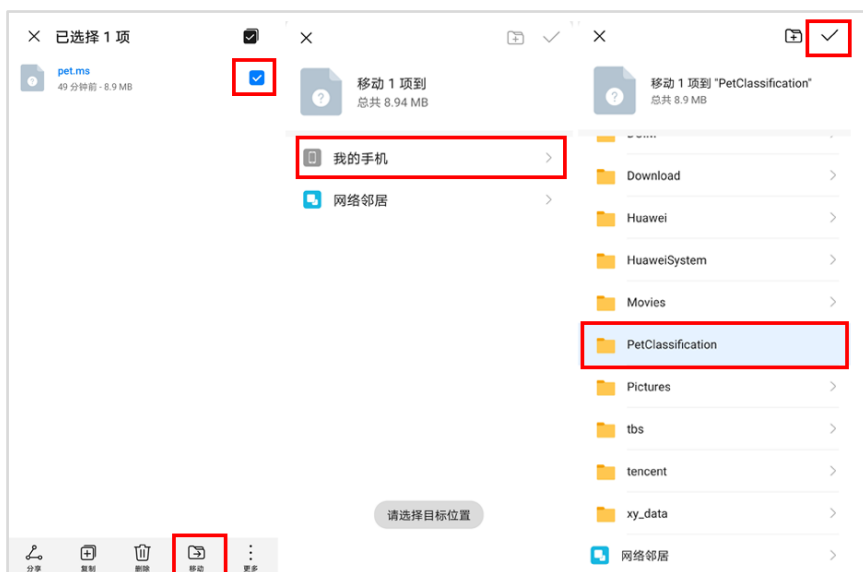 已选择 1 项
pet.ms
49 分钟前 - 8.9 MB
分享
复制
删除
移动
更多
移动 1 项到
总共 8.94 MB
我的手机
网络邻居
请选择目标位置
移动 1 项到 "PetClassification"
总共 8.9 MB
Download
Huawei
HuaweiSystem
Movies
PetClassification
Pictures
tbs
tencent
xy_data
网络邻居